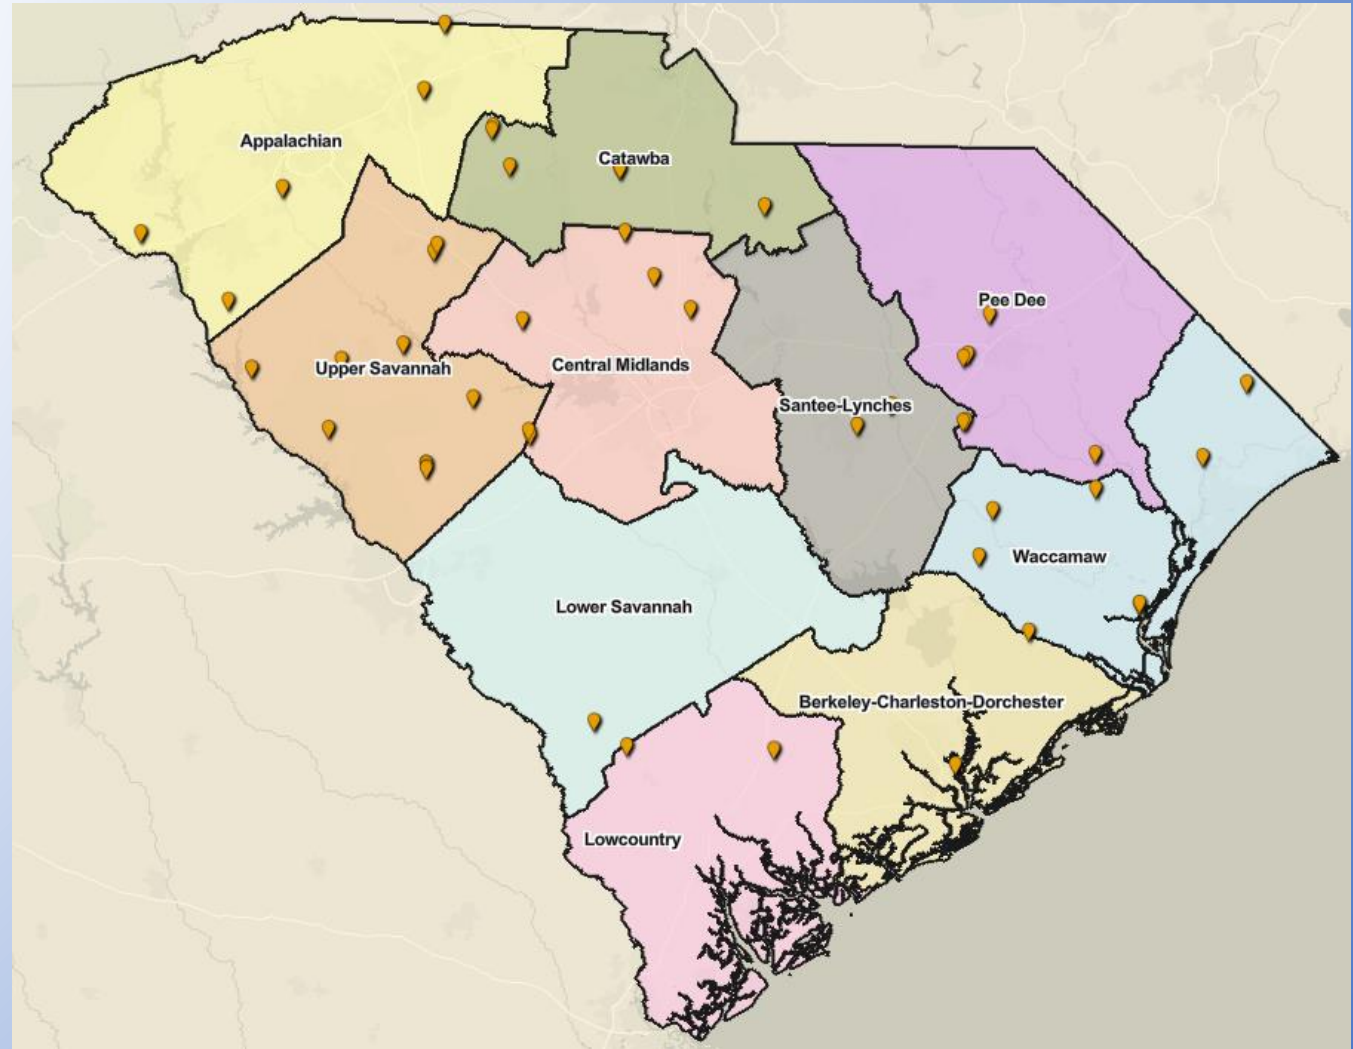 Appalachian
Catawba
Pee Dee
Upper Savannah
Central Midlands
Santee-Lynches
Waccamaw
Lower Savannah
Berkeley-Charleston-Dorchester
Lowcountry